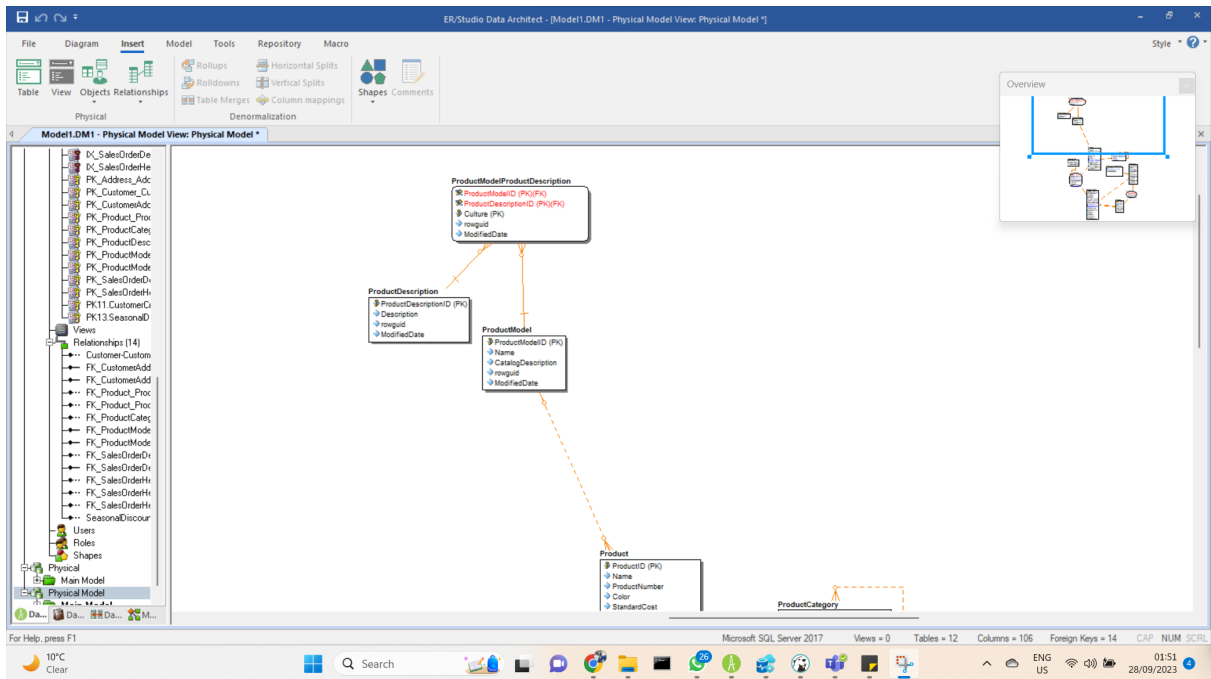 ER/Studio Data Architect - [Model1.DM1 - Physical Model View: Physical Model *]
File Diagram Insert Model Tools Repository Macro Style
Rollups Horizontal Splits
Rolldowns Vertical Splits
Table View Objects Relationships Table Merges Column mappings Shapes Comments
Physical Denormalization
Overview
Model1.DM1 - Physical Model View: Physical Model *
IX_SalesOrderDe
IX_SalesOrderHe
PK_Address_Adc
PK_Customer_Cu
PK_CustomerAdc
PK_Product_Proc
PK_ProductCateg
PK_ProductDesc
PK_ProductMode
PK_ProductMode
PK_SalesOrderDe
PK_SalesOrderHe
PK11.CustomerCr
PK13.SeasonalD
Views
Relationships (14)
Customer-Custom
FK_CustomerAdd
FK_CustomerAdd
FK_Product_Proc
FK_Product_Proc
FK_ProductCateg
FK_ProductMode
FK_ProductMode
FK_SalesOrderDe
FK_SalesOrderDe
FK_SalesOrderHe
FK_SalesOrderHe
FK_SalesOrderHe
SeasonalDiscour
Users
Roles
Shapes
Physical
Main Model
Physical Model
Main Model
Da... Da... Da... M...
ProductModelProductDescription
ProductModelID (PK)(FK)
ProductDescriptionID (PK)(FK)
Culture (PK)
rowguid
ModifiedDate
ProductDescription
ProductDescriptionID (PK)
Description
rowguid
ModifiedDate
ProductModel
ProductModelID (PK)
Name
CatalogDescription
rowguid
ModifiedDate
Product
ProductID (PK)
Name
ProductNumber
Color
StandardCost
ProductCategory
For Help, press F1 Microsoft SQL Server 2017 Views = 0 Tables = 12 Columns = 106 Foreign Keys = 14 CAP NUM SCRL
10°C
Clear
Search
26
ENG
US
01:51
28/09/2023
4